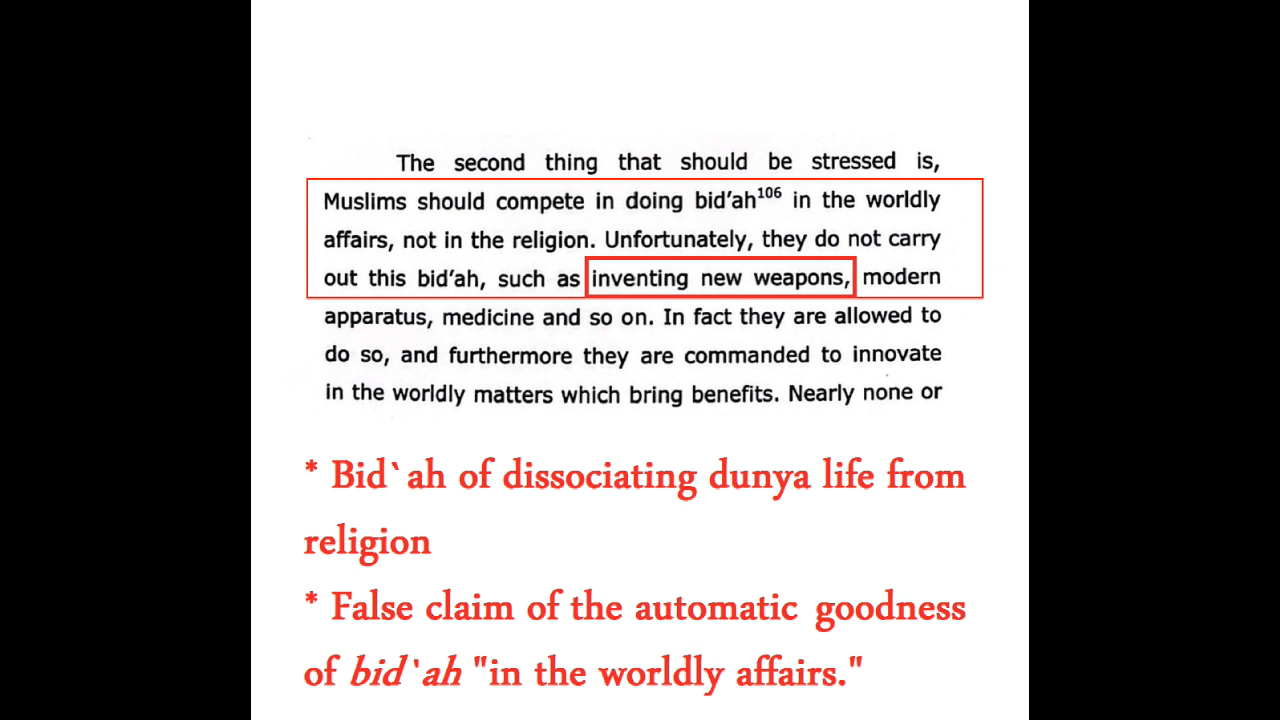 The second thing that should be stressed is,
Muslims should compete in doing bid'ah106 in the worldly
affairs, not in the religion. Unfortunately, they do not carry
out this bid'ah, such as inventing new weapons, modern
apparatus, medicine and so on. In fact they are allowed to
do so, and furthermore they are commanded to innovate
in the worldly matters which bring benefits. Nearly none or
* Bid`ah of dissociating dunya life from
religion
* False claim of the automatic goodness
of bid`ah "in the worldly affairs."